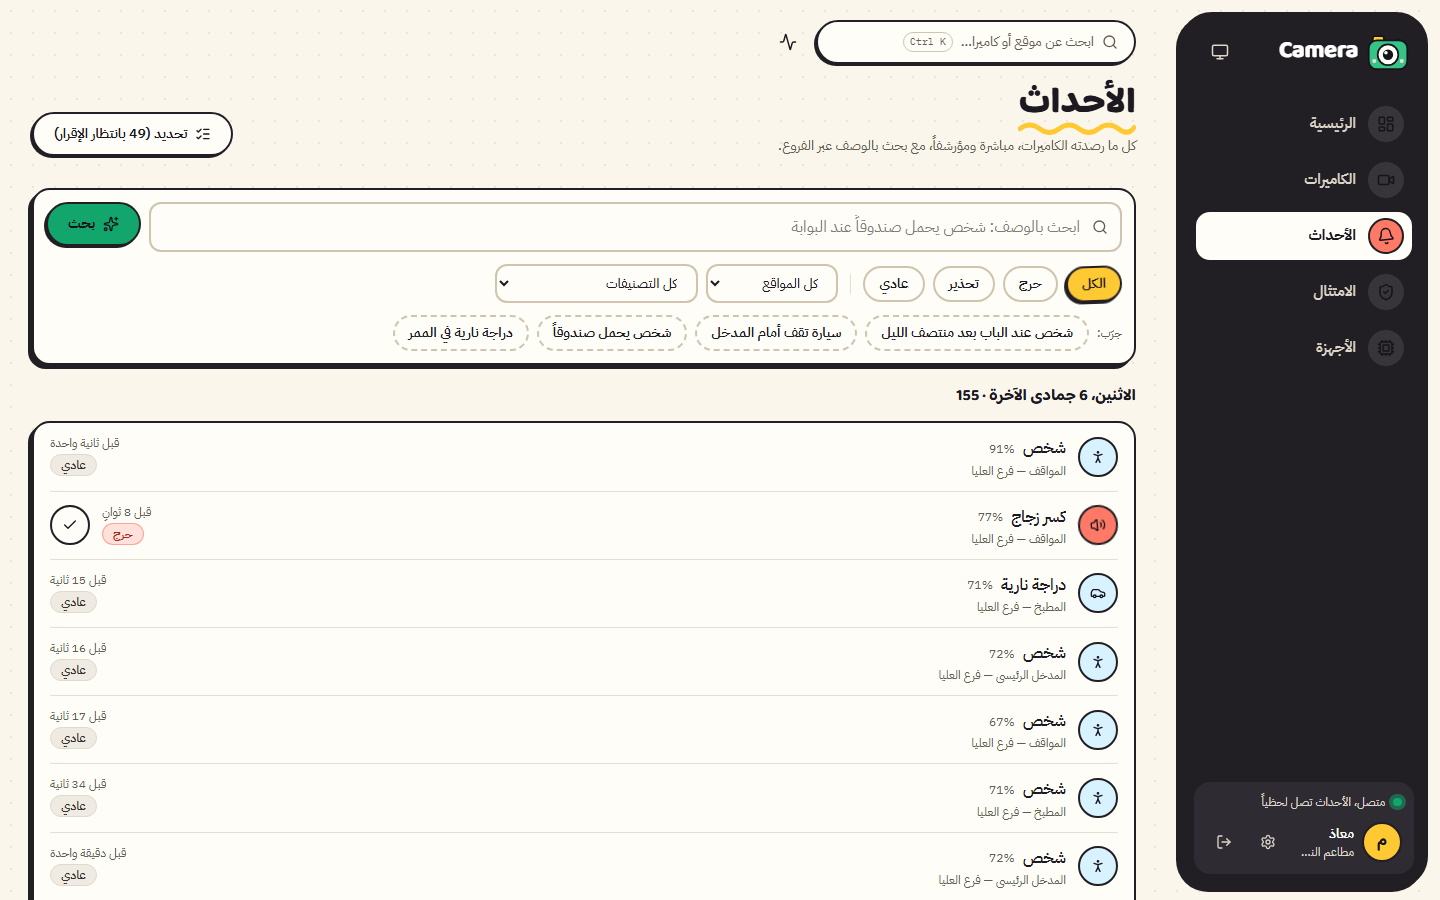 Camera
الرئيسية
الكاميرات
الأحداث
الامتثال
الأجهزة
متصل، الأحداث تصل لحظياً
م
معاذ
مطاعم الذ...
ابحث عن موقع أو كاميرا... Ctrl K
الأحداث
كل ما رصدته الكاميرات، مباشرة ومؤرشفاً، مع بحث بالوصف عبر الفروع.
تحديد (49 بانتظار الإقرار)
ابحث بالوصف: شخص يحمل صندوقاً عند البوابة
بحث
الكل حرج تحذير عادي كل المواقع كل التصنيفات
جرّب: شخص عند الباب بعد منتصف الليل سيارة تقف أمام المدخل شخص يحمل صندوقاً دراجة نارية في الممر
الاثنين، 6 جمادى الآخرة · 155
شخص 91% قبل ثانية واحدة
المواقف — فرع العليا عادي
كسر زجاج 77% قبل 8 ثوانٍ
المواقف — فرع العليا حرج
دراجة نارية 71% قبل 15 ثانية
المطبخ — فرع العليا عادي
شخص 72% قبل 16 ثانية
المدخل الرئيسي — فرع العليا عادي
شخص 67% قبل 17 ثانية
المواقف — فرع العليا عادي
شخص 71% قبل 34 ثانية
المطبخ — فرع العليا عادي
شخص 72% قبل دقيقة واحدة
المدخل الرئيسي — فرع العليا عادي